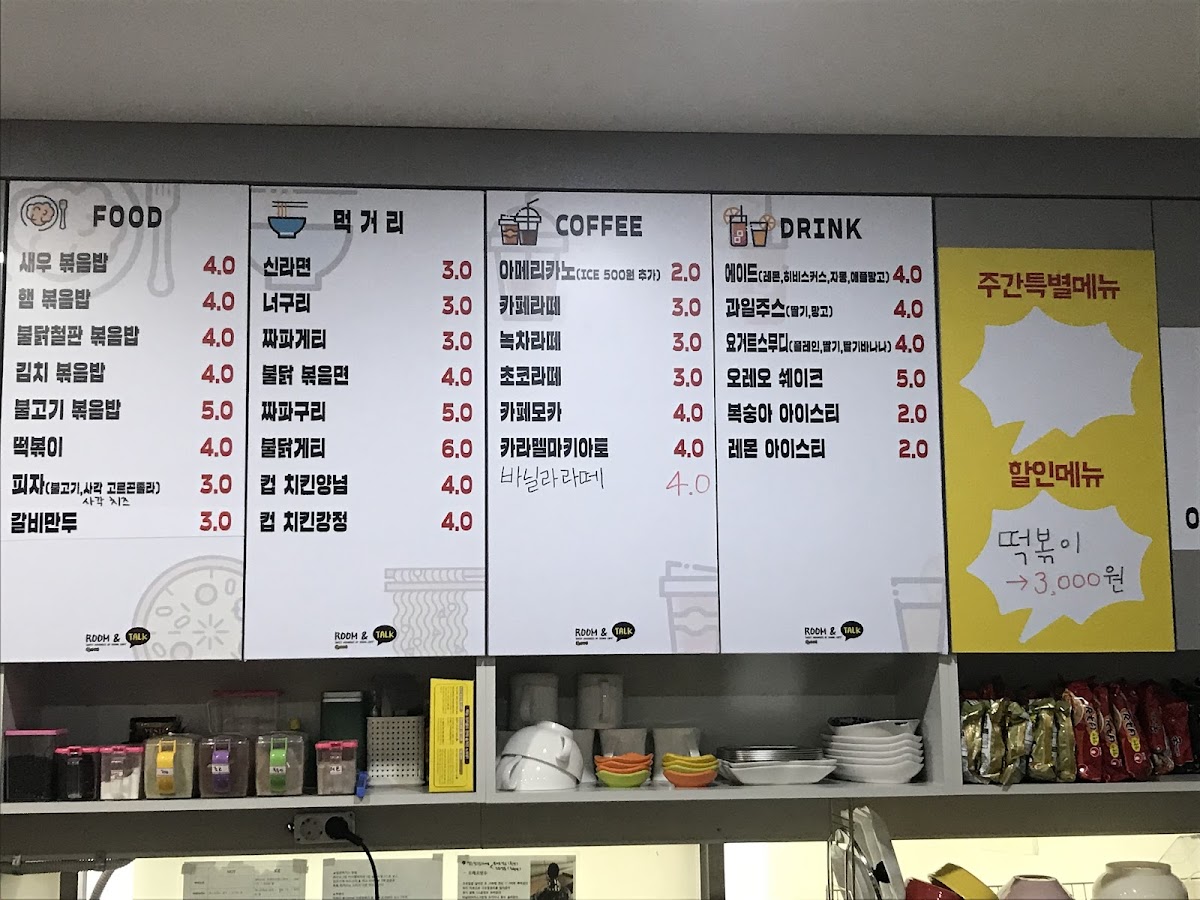 FOOD
새우 볶음밥 4.0
햄 볶음밥 4.0
불닭철판 볶음밥 4.0
김치 볶음밥 4.0
불고기 볶음밥 5.0
떡볶이 4.0
피자(불고기,사각 고르곤졸라) 3.0
사각 치즈
갈비만두 3.0
ROOM & TALK
먹거리
신라면 3.0
너구리 3.0
짜파게티 3.0
불닭 볶음면 4.0
짜파구리 5.0
불닭게티 6.0
컵 치킨양념 4.0
컵 치킨강정 4.0
ROOM & TALK
COFFEE
아메리카노(ICE 500원 추가) 2.0
카페라떼 3.0
녹차라떼 3.0
초코라떼 3.0
카페모카 4.0
카라멜마키아토 4.0
바닐라라떼 4.0
ROOM & TALK
DRINK
에이드(레몬,히비스커스,자몽,애플망고) 4.0
과일주스(딸기,망고) 4.0
요거트스무디(플레인,딸기,딸기바나나) 4.0
오레오 쉐이크 5.0
복숭아 아이스티 2.0
레몬 아이스티 2.0
ROOM & TALK
주간특별메뉴
할인메뉴
떡볶이
→3,000원